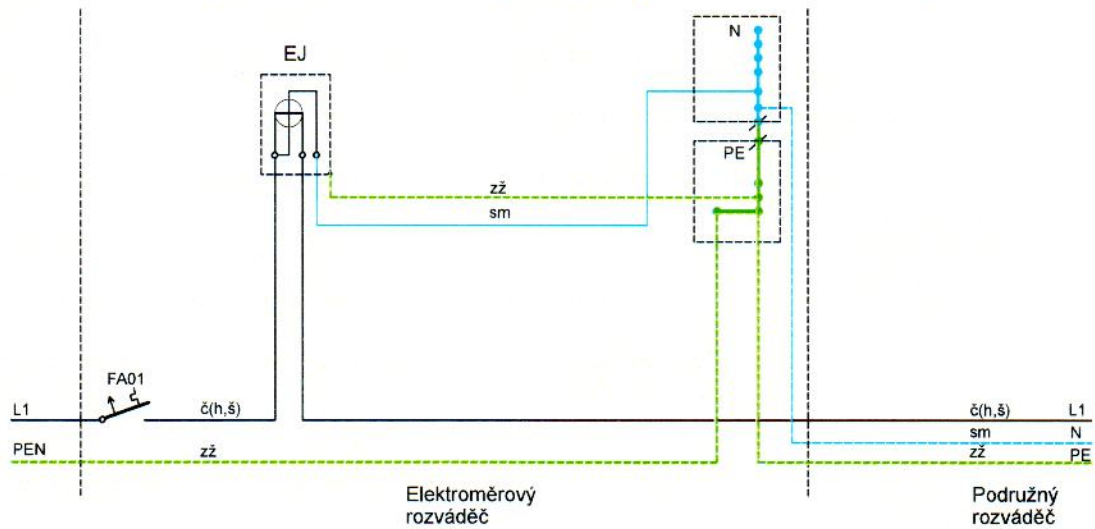 N
EJ
PE
zž
sm
FA01
L1
č(h,š)
č(h,š)
L1
sm
N
PEN
zž
zž
PE
Elektroměrový
rozváděč
Podružný
rozváděč